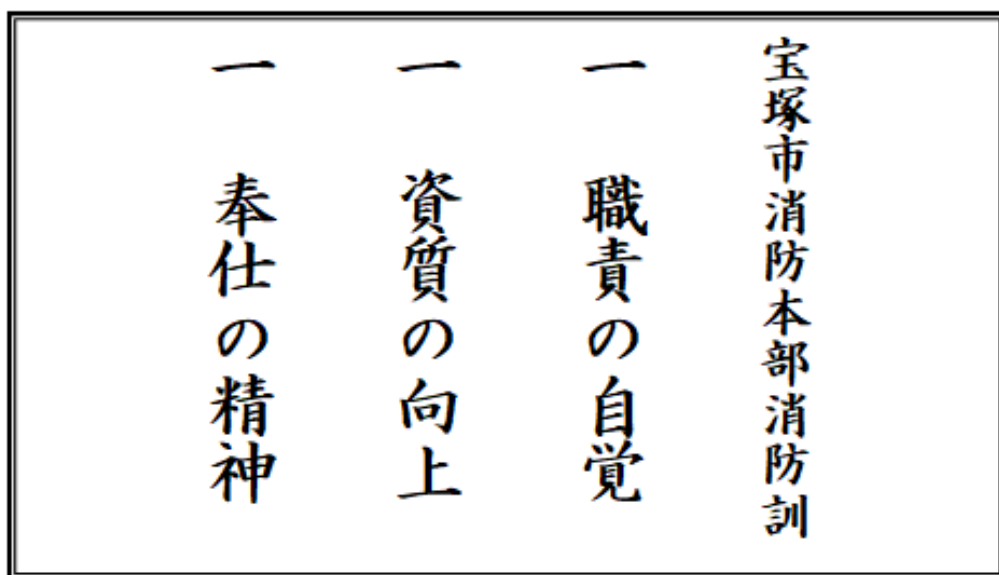 宝塚市消防本部消防訓
一　職責の自覚
一　資質の向上
一　奉仕の精神